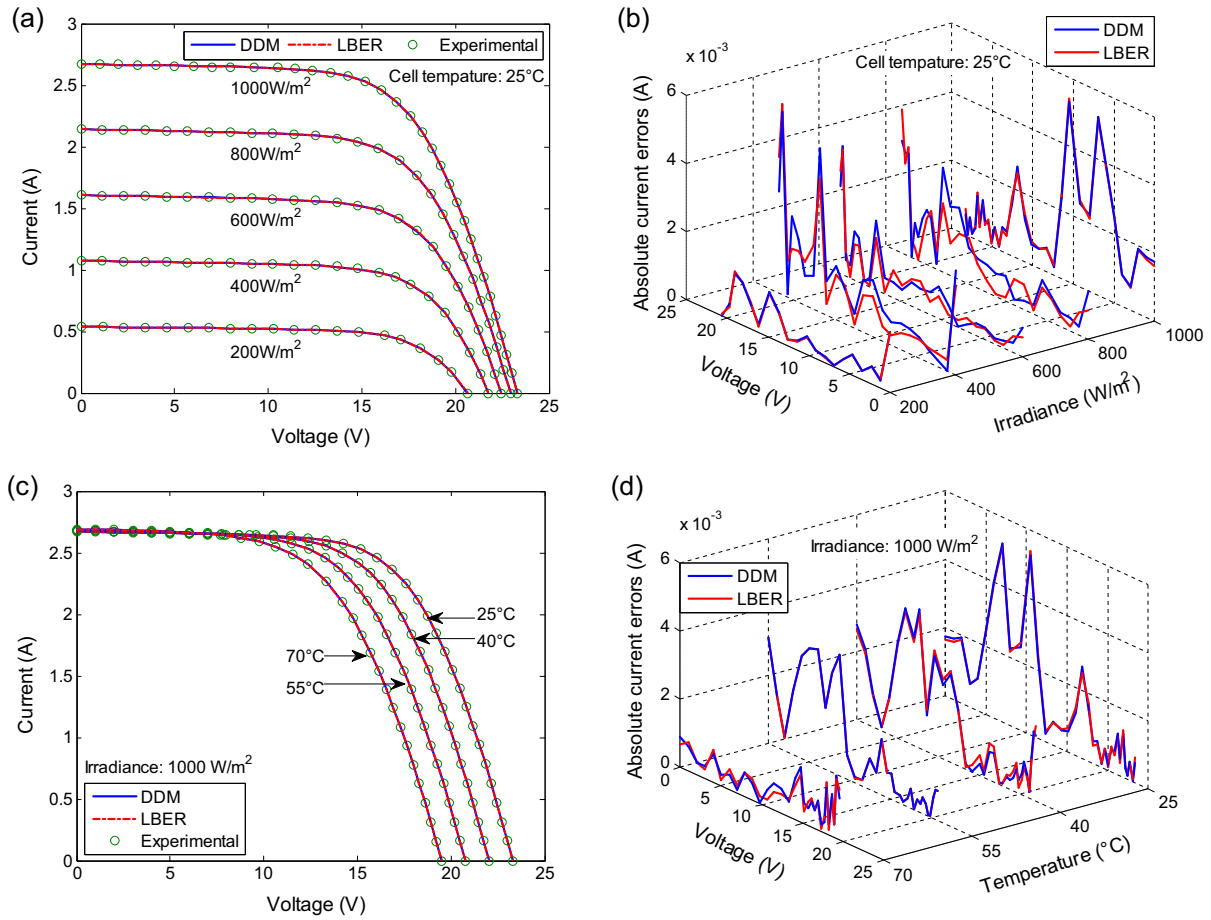 (a)
3
2.5
2
1.5
1
0.5
0
0
5
10
15
20
25
Current (A)
Voltage (V)
DDM
LBER
Experimental
Cell tempature: 25°C
1000W/m²
800W/m²
600W/m²
400W/m²
200W/m²
(b)
x 10⁻³
6
4
2
0
Absolute current errors (A)
25
20
15
10
5
0
Voltage (V)
200
400
600
800
1000
Irradiance (W/m²)
Cell tempature: 25°C
DDM
LBER
(c)
3
2.5
2
1.5
1
0.5
0
0
5
10
15
20
25
Current (A)
Voltage (V)
25°C
40°C
70°C
55°C
Irradiance: 1000 W/m²
DDM
LBER
Experimental
(d)
x 10⁻³
6
4
2
0
Absolute current errors (A)
Irradiance: 1000 W/m²
DDM
LBER
0
5
10
15
20
25
Voltage (V)
70
55
40
25
Temperature (°C)